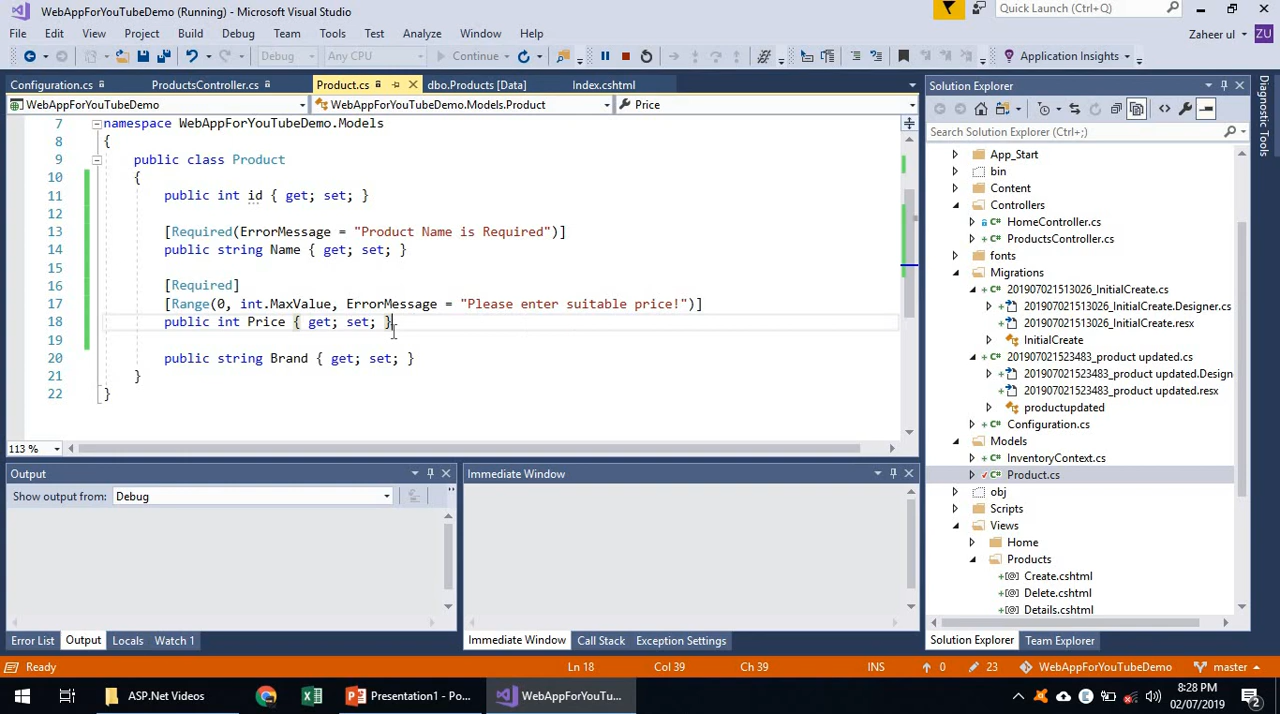 WebAppForYouTubeDemo (Running) - Microsoft Visual Studio
Quick Launch (Ctrl+Q)
File Edit View Project Build Debug Team Tools Test Analyze Window Help
Zaheer ul ZU
Debug Any CPU Continue Application Insights
Configuration.cs ProductsController.cs Product.cs dbo.Products [Data] Index.cshtml
WebAppForYouTubeDemo WebAppForYouTubeDemo.Models.Product Price
7 namespace WebAppForYouTubeDemo.Models
8 {
9 public class Product
10 {
11 public int id { get; set; }
12
13 [Required(ErrorMessage = "Product Name is Required")]
14 public string Name { get; set; }
15
16 [Required]
17 [Range(0, int.MaxValue, ErrorMessage = "Please enter suitable price!")]
18 public int Price { get; set; }
19
20 public string Brand { get; set; }
21 }
22 }
113 %
Output
Show output from: Debug
Immediate Window
Error List Output Locals Watch 1
Immediate Window Call Stack Exception Settings
Solution Explorer
Search Solution Explorer (Ctrl+;)
App_Start
bin
Content
Controllers
HomeController.cs
ProductsController.cs
fonts
Migrations
201907021513026_InitialCreate.cs
201907021513026_InitialCreate.Designer.cs
201907021513026_InitialCreate.resx
InitialCreate
201907021523483_product updated.cs
201907021523483_product updated.Design
201907021523483_product updated.resx
productupdated
Configuration.cs
Models
InventoryContext.cs
Product.cs
obj
Scripts
Views
Home
Products
Create.cshtml
Delete.cshtml
Details.cshtml
Solution Explorer Team Explorer
Diagnostic Tools
Ready Ln 18 Col 39 Ch 39 INS 0 23 WebAppForYouTubeDemo master
ASP.Net Videos Presentation1 - Po... WebAppForYouTu...
8:28 PM
02/07/2019
2